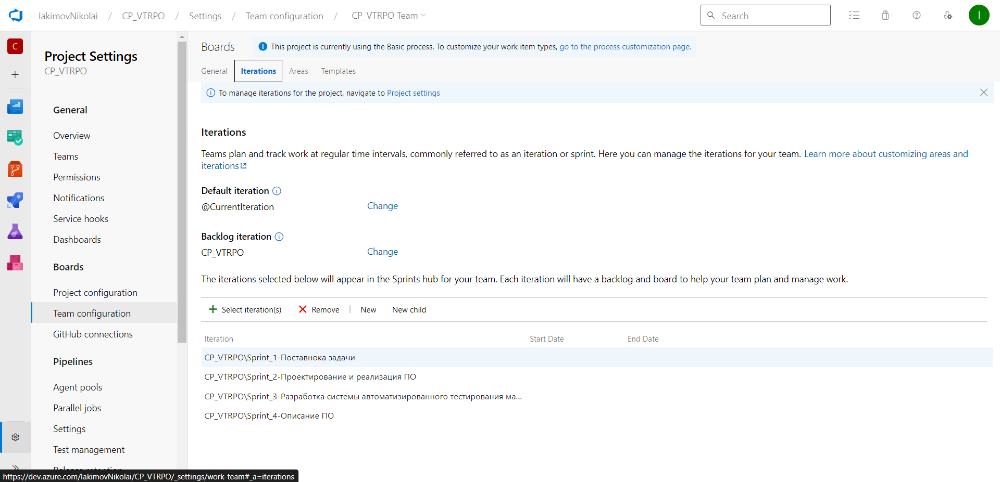 IakimovNikolai / CP_VTRPO / Settings / Team configuration / CP_VTRPO Team
Search
I
C
Project Settings
CP_VTRPO
General
Overview
Teams
Permissions
Notifications
Service hooks
Dashboards
Boards
Project configuration
Team configuration
GitHub connections
Pipelines
Agent pools
Parallel jobs
Settings
Test management
Release retention
Boards
This project is currently using the Basic process. To customize your work item types, go to the process customization page.
General Iterations Areas Templates
To manage iterations for the project, navigate to Project settings
Iterations
Teams plan and track work at regular time intervals, commonly referred to as an iteration or sprint. Here you can manage the iterations for your team. Learn more about customizing areas and
iterations
Default iteration
@CurrentIteration Change
Backlog iteration
CP_VTRPO Change
The iterations selected below will appear in the Sprints hub for your team. Each iteration will have a backlog and board to help your team plan and manage work.
Select iteration(s) Remove | New New child
Iteration Start Date End Date
CP_VTRPO\Sprint_1-Поставнока задачи
CP_VTRPO\Sprint_2-Проектирование и реализация ПО
CP_VTRPO\Sprint_3-Разработка системы автоматизированного тестирования ма...
CP_VTRPO\Sprint_4-Описание ПО
https://dev.azure.com/IakimovNikolai/CP_VTRPO/_settings/work-team#_a=iterations